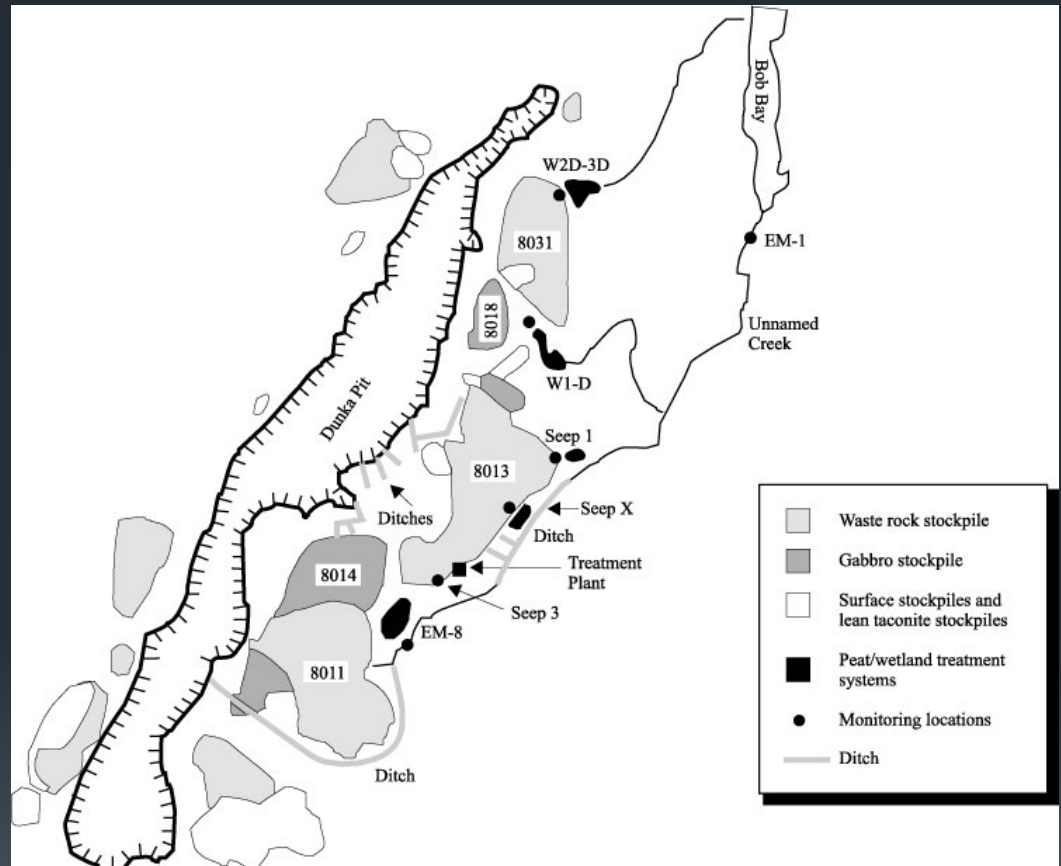 Bob Bay
W2D-3D
EM-1
8031
8018
Unnamed
Creek
W1-D
Dunka Pit
Seep 1
8013
Seep X
Ditches
Ditch
Treatment
Plant
8014
Seep 3
EM-8
8011
Ditch
Waste rock stockpile
Gabbro stockpile
Surface stockpiles and
lean taconite stockpiles
Peat/wetland treatment
systems
Monitoring locations
Ditch